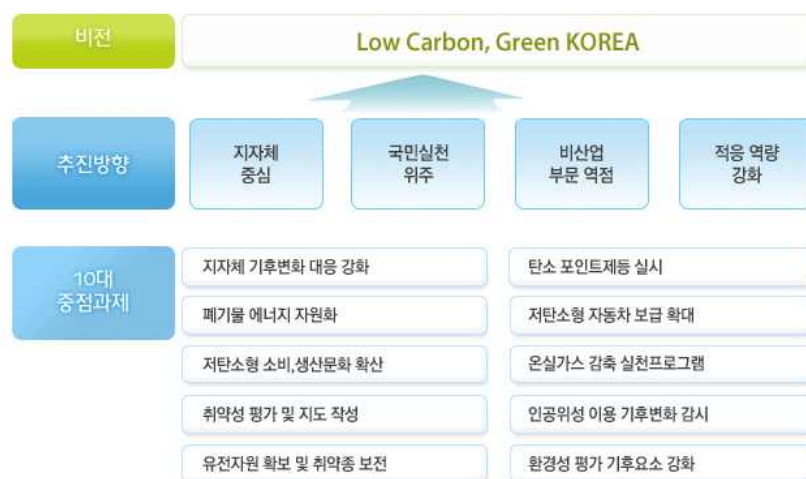 비전
Low Carbon, Green KOREA
추진방향
지자체
중심
국민실천
위주
비산업
부문 역점
적응 역량
강화
10대
중점과제
지자체 기후변화 대응 강화
탄소 포인트제등 실시
폐기물 에너지 자원화
저탄소형 자동차 보급 확대
저탄소형 소비,생산문화 확산
온실가스 감축 실천프로그램
취약성 평가 및 지도 작성
인공위성 이용 기후변화 감시
유전자원 확보 및 취약종 보전
환경성 평가 기후요소 강화